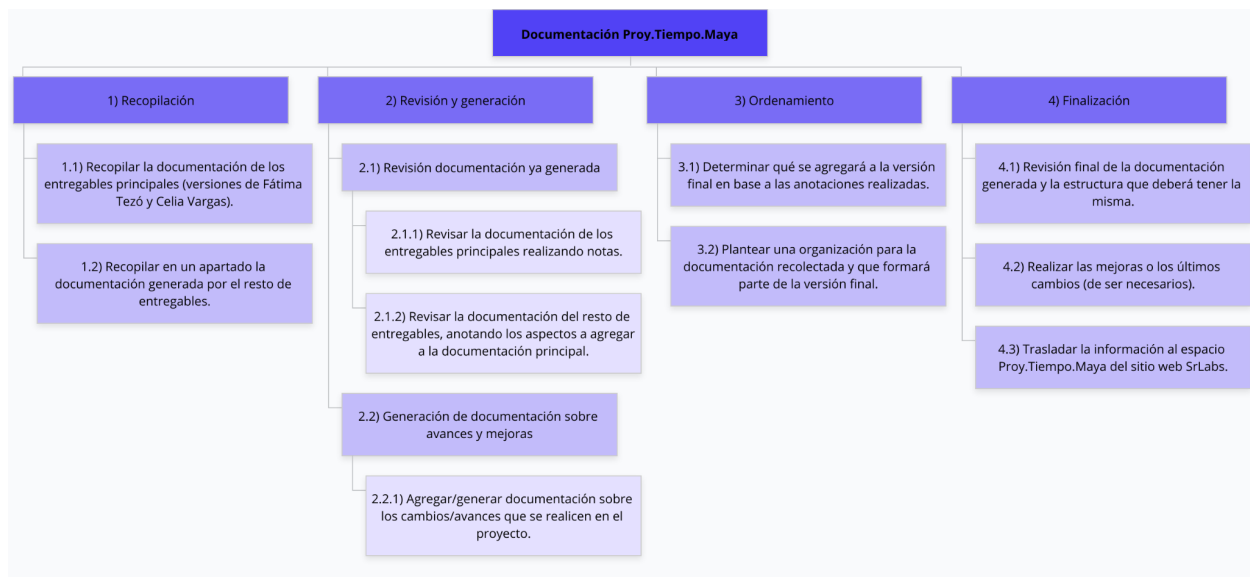 Documentación Proy.Tiempo.Maya
1) Recopilación
1.1) Recopilar la documentación de los
entregables principales (versiones de Fátima
Tezó y Celia Vargas).
1.2) Recopilar en un apartado la
documentación generada por el resto de
entregables.
2) Revisión y generación
2.1) Revisión documentación ya generada
2.1.1) Revisar la documentación de los
entregables principales realizando notas.
2.1.2) Revisar la documentación del resto de
entregables, anotando los aspectos a agregar
a la documentación principal.
2.2) Generación de documentación sobre
avances y mejoras
2.2.1) Agregar/generar documentación sobre
los cambios/avances que se realicen en el
proyecto.
3) Ordenamiento
3.1) Determinar qué se agregará a la versión
final en base a las anotaciones realizadas.
3.2) Plantear una organización para la
documentación recolectada y que formará
parte de la versión final.
4) Finalización
4.1) Revisión final de la documentación
generada y la estructura que deberá tener la
misma.
4.2) Realizar las mejoras o los últimos
cambios (de ser necesarios).
4.3) Trasladar la información al espacio
Proy.Tiempo.Maya del sitio web SrLabs.